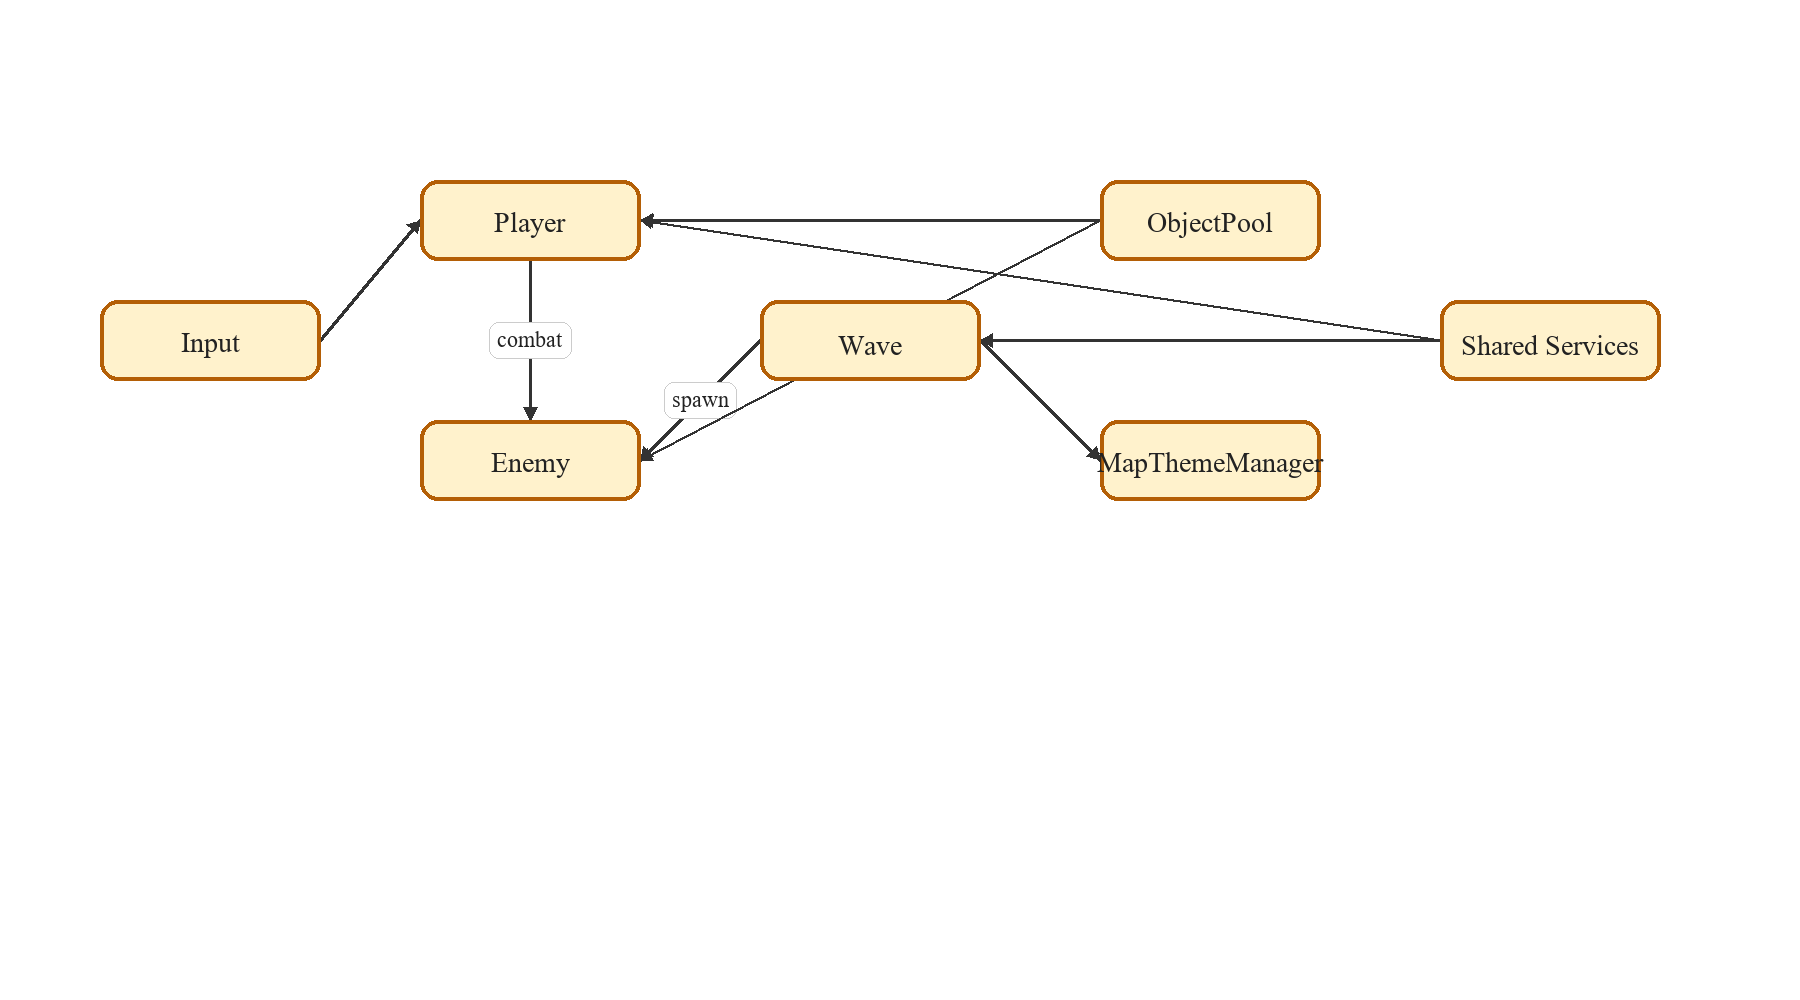 Player
ObjectPool
Input
combat
Wave
Shared Services
spawn
Enemy
MapThemeManager